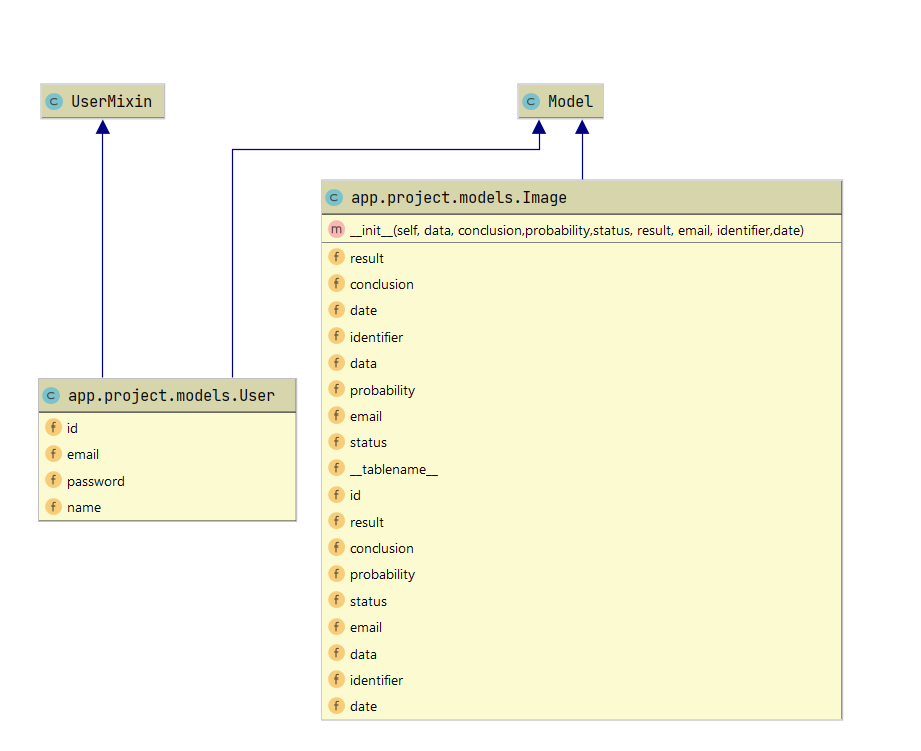 C UserMixin
C Model
C app.project.models.Image
m __init__(self, data, conclusion,probability,status, result, email, identifier,date)
f result
f conclusion
f date
f identifier
f data
f probability
f email
f status
f __tablename__
f id
f result
f conclusion
f probability
f status
f email
f data
f identifier
f date
C app.project.models.User
f id
f email
f password
f name